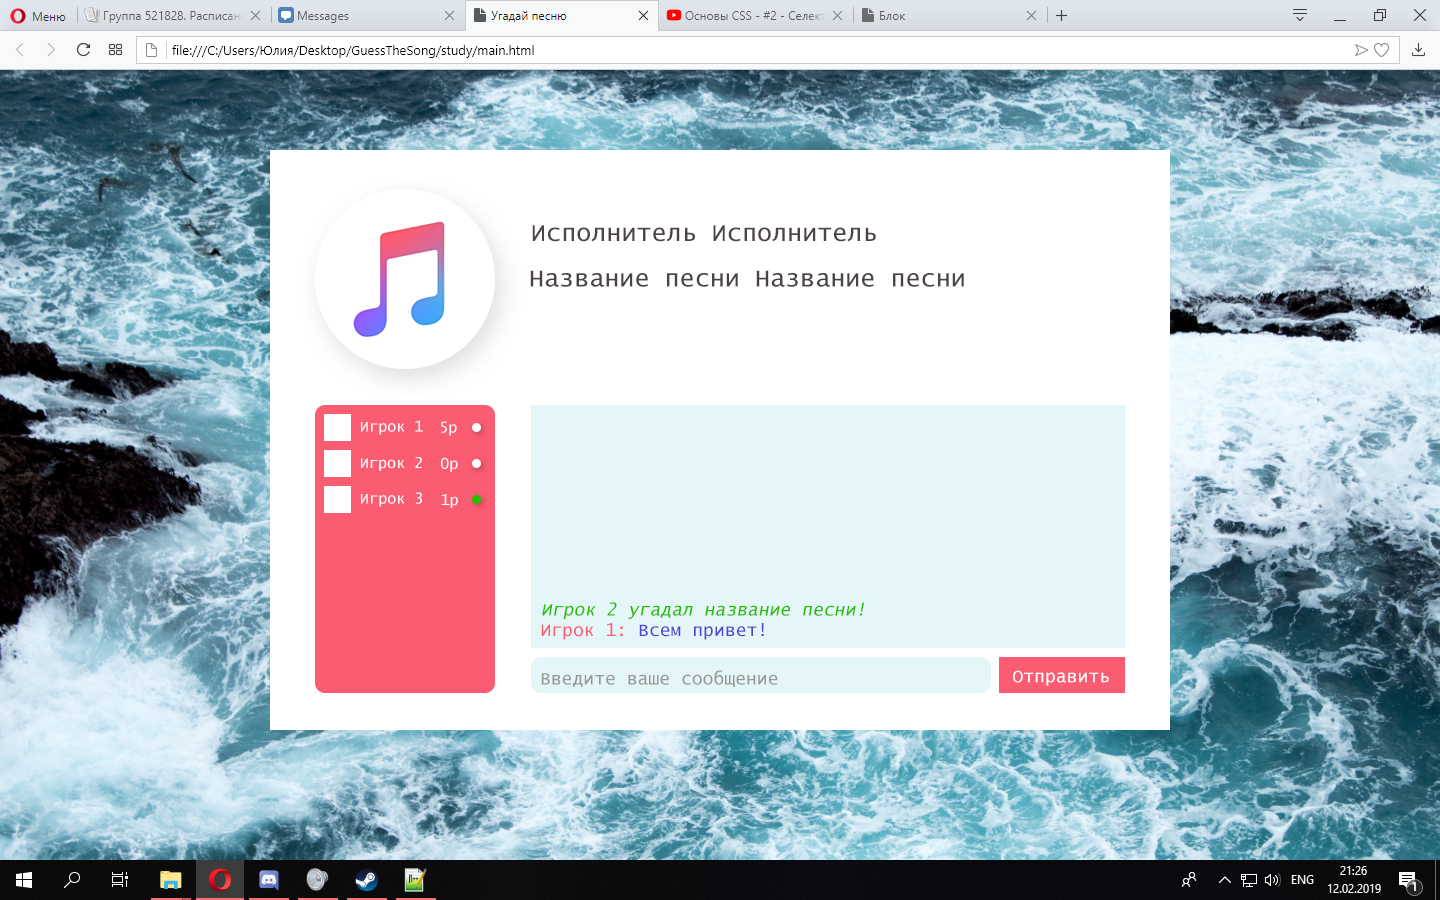 Меню
Группа 521828. Расписан
Messages
Угадай песню
Основы CSS - #2 - Селект
Блок
file:///C:/Users/Юлия/Desktop/GuessTheSong/study/main.html
Исполнитель Исполнитель
Название песни Название песни
Игрок 1 5р
Игрок 2 0р
Игрок 3 1р
Игрок 2 угадал название песни!
Игрок 1: Всем привет!
Введите ваше сообщение
Отправить
ENG
21:26
12.02.2019
1